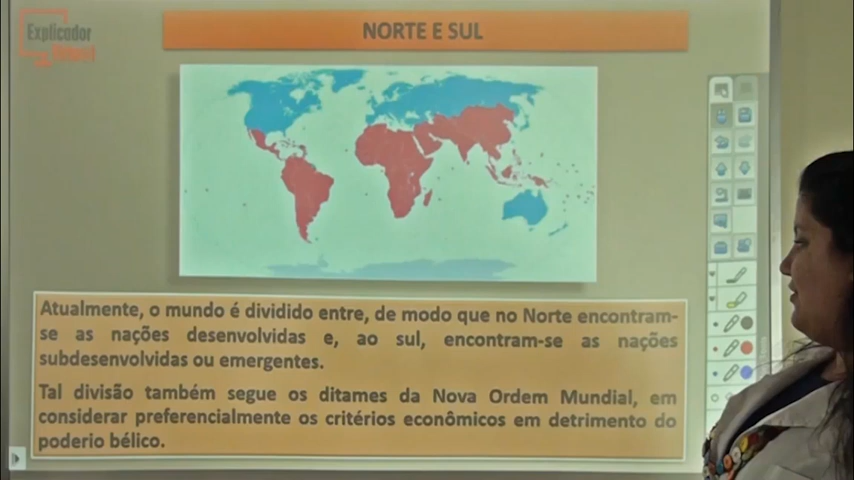 Explicador
NORTE E SUL
Atualmente, o mundo é dividido entre, de modo que no Norte encontram-
se as nações desenvolvidas e, ao sul, encontram-se as nações
subdesenvolvidas ou emergentes.
Tal divisão também segue os ditames da Nova Ordem Mundial, em
considerar preferencialmente os critérios econômicos em detrimento do
poderio bélico.